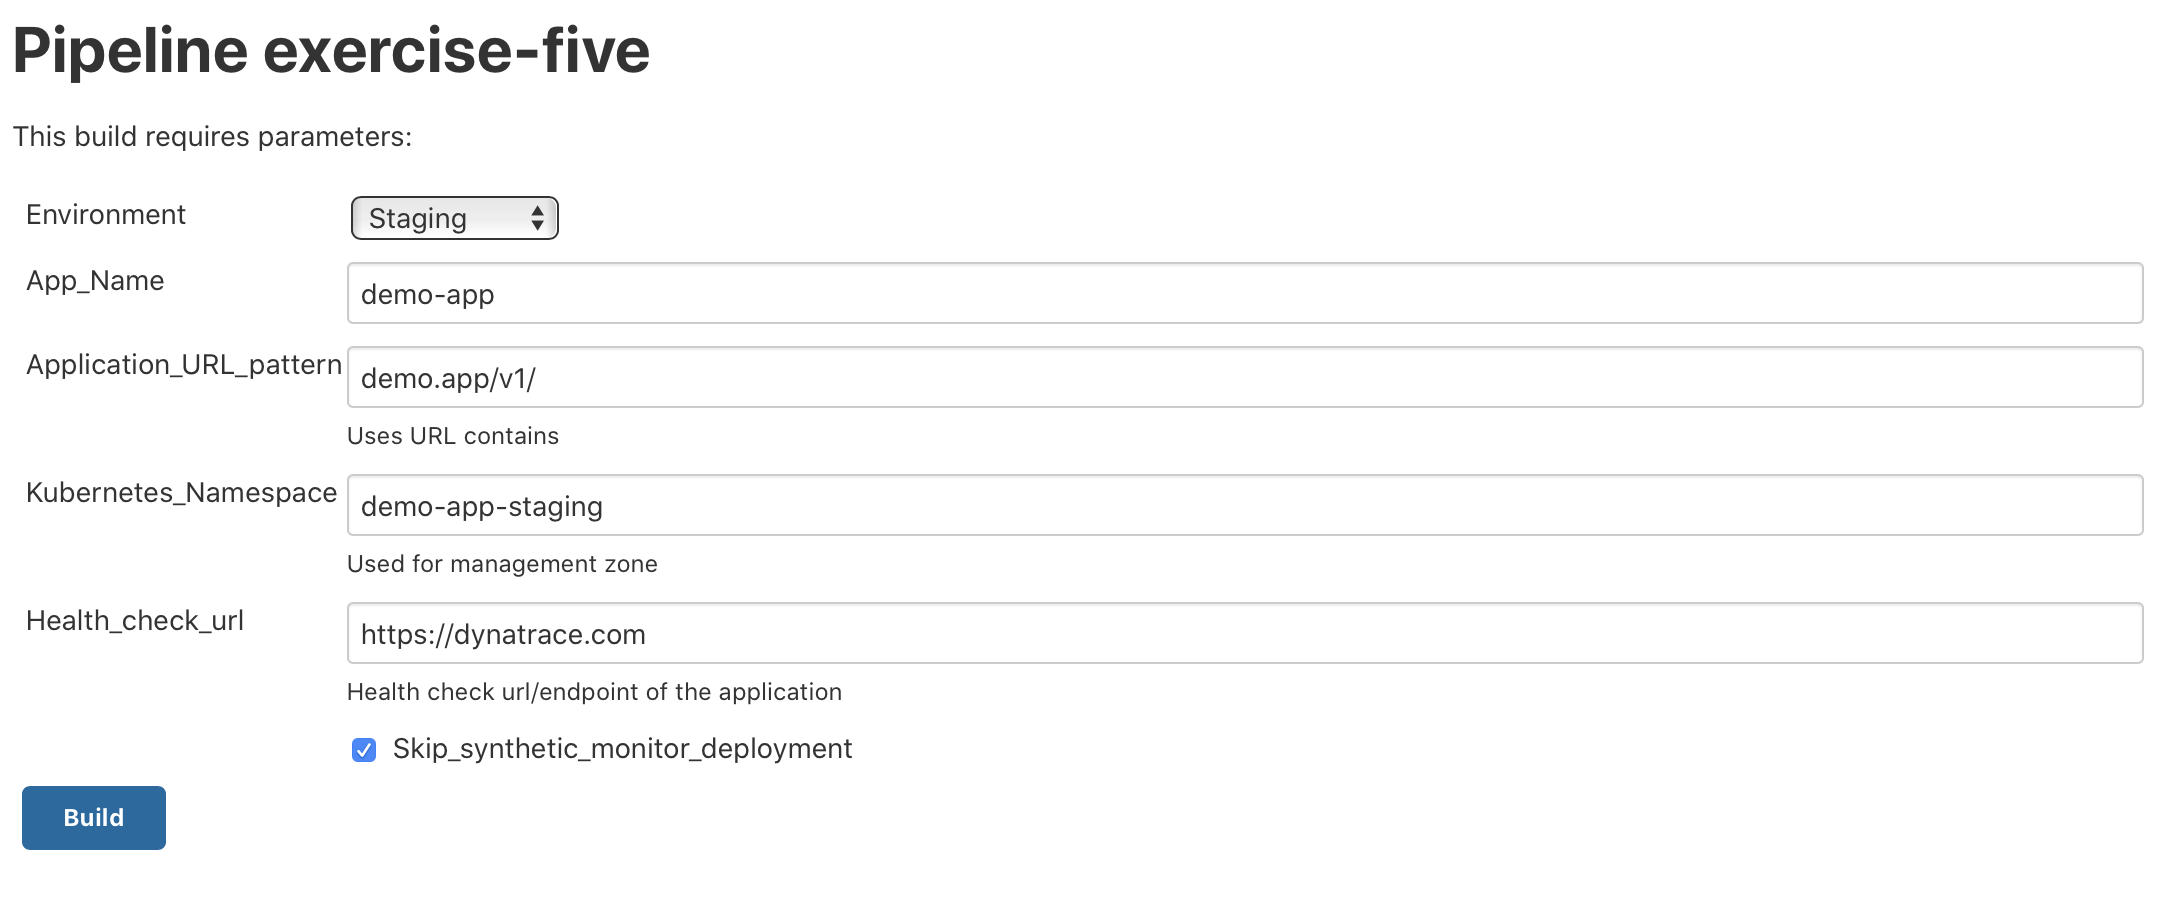 Pipeline exercise-five
This build requires parameters:
Environment
Staging
App_Name
demo-app
Application_URL_pattern
demo.app/v1/
Uses URL contains
Kubernetes_Namespace
demo-app-staging
Used for management zone
Health_check_url
https://dynatrace.com
Health check url/endpoint of the application
Skip_synthetic_monitor_deployment
Build